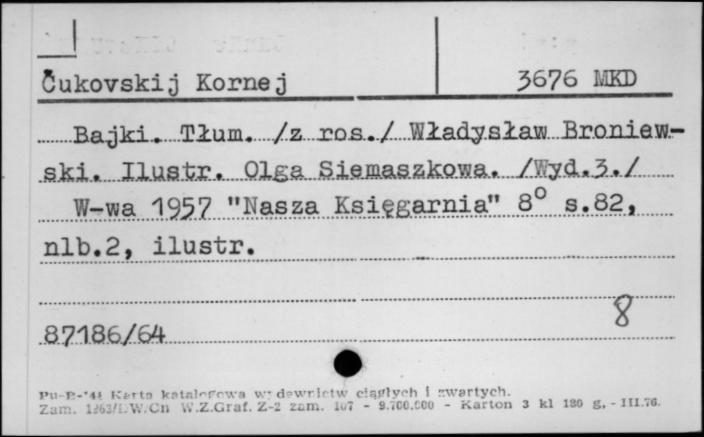 Čukovskij Kornej 3676 MKD
Bajki. Tłum. /z ros./ Władysław Broniew-
ski. Ilustr. Olga Siemaszkowa. /Wyd.3./
W-wa 1957 "Nasza Księgarnia" 8° s.82,
nlb.2, ilustr.
8
87186/64
Karta katalogowa wydawnictw ciągłych i zwartych.
Zam. W.Z.Graf. Z-2 zam. 107 - 9.700.000 - Karton 3 kl 180 g. - III.76.